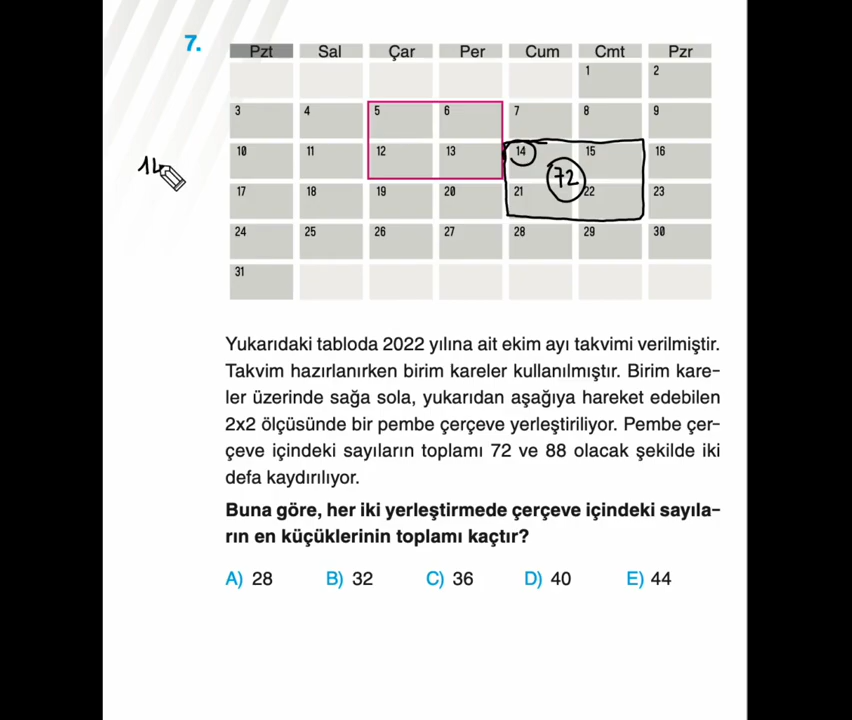 7.
Pzt Sal Çar Per Cum Cmt Pzr
1 2
3 4 5 6 7 8 9
10 11 12 13 14 15 16
14
72
17 18 19 20 21 22 23
24 25 26 27 28 29 30
31
Yukarıdaki tabloda 2022 yılına ait ekim ayı takvimi verilmiştir.
Takvim hazırlanırken birim kareler kullanılmıştır. Birim kare-
ler üzerinde sağa sola, yukarıdan aşağıya hareket edebilen
2x2 ölçüsünde bir pembe çerçeve yerleştiriliyor. Pembe çer-
çeve içindeki sayıların toplamı 72 ve 88 olacak şekilde iki
defa kaydırılıyor.
Buna göre, her iki yerleştirmede çerçeve içindeki sayıla-
rın en küçüklerinin toplamı kaçtır?
A) 28 B) 32 C) 36 D) 40 E) 44